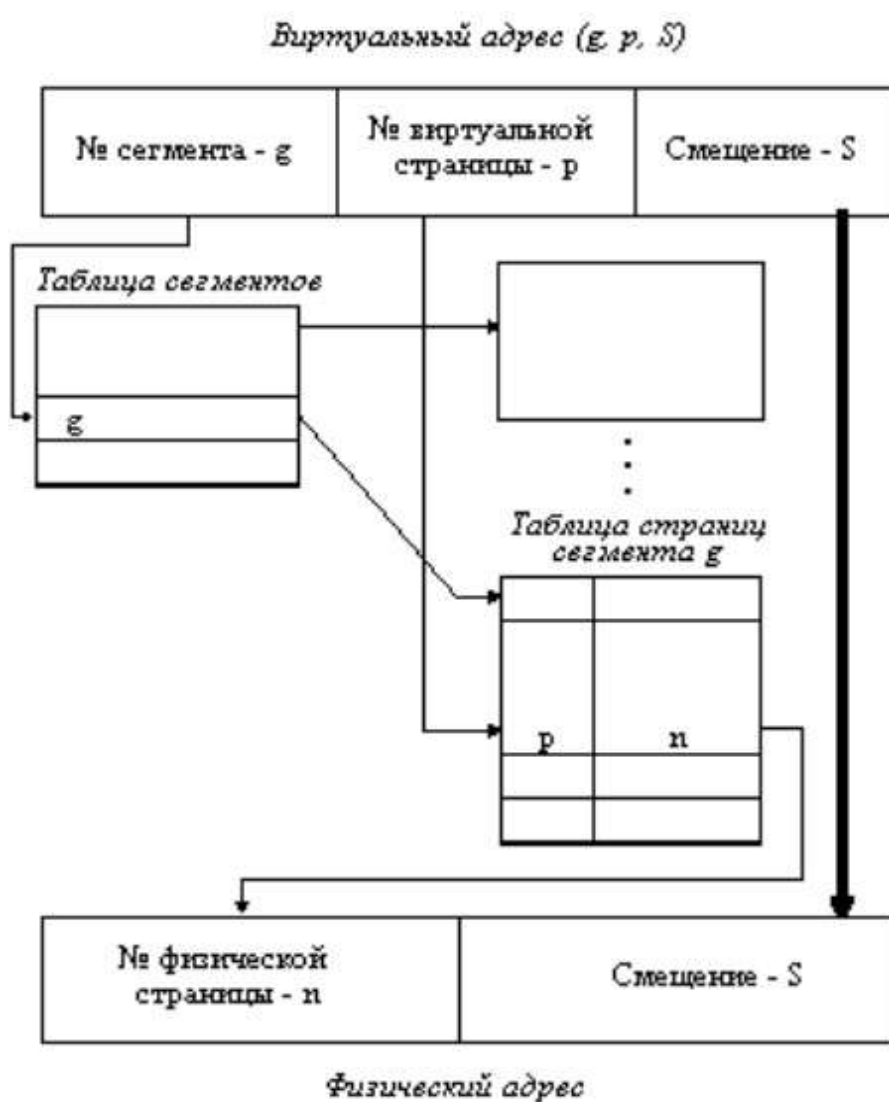 Виртуальный адрес (g, p, S)
№ сегмента - g
№ виртуальной
страницы - p
Смещение - S
Таблица сегментов
g
Таблица страниц
сегмента g
p
n
№ физической
страницы - n
Смещение - S
Физический адрес